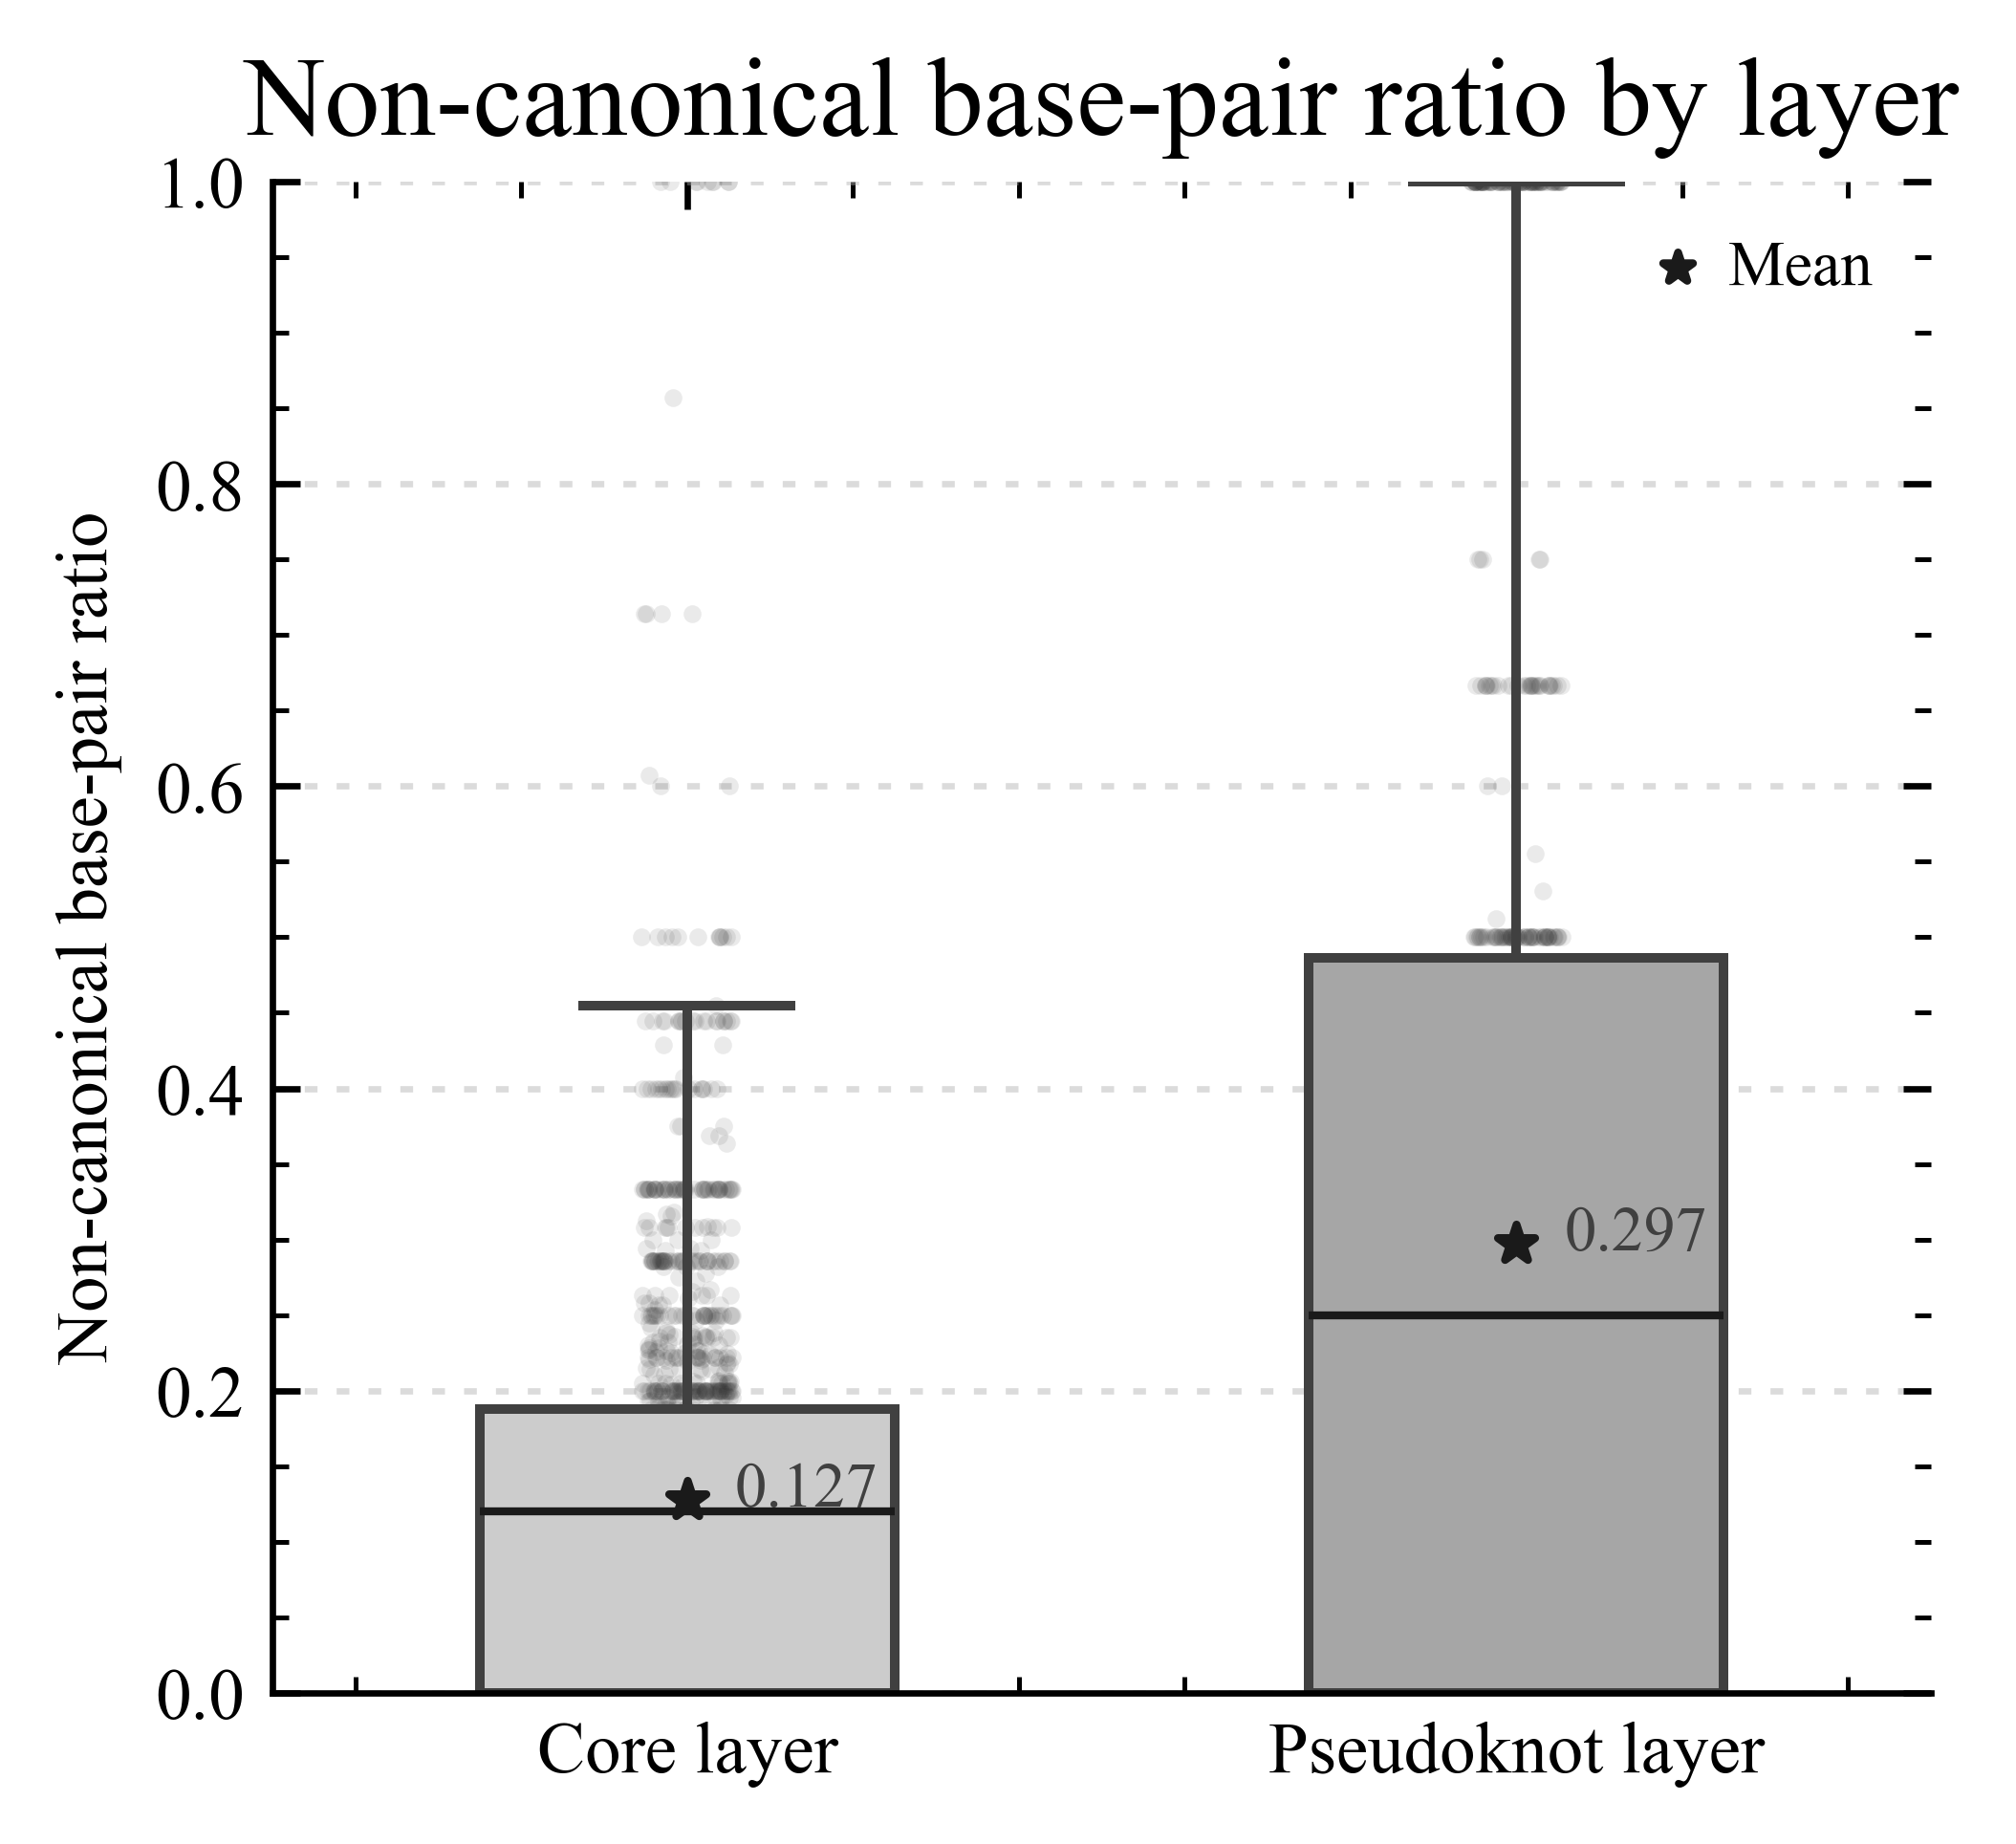 Non-canonical base-pair ratio by layer
Non-canonical base-pair ratio
1.0
0.8
0.6
0.4
0.2
0.0
Mean
0.297
0.127
Core layer
Pseudoknot layer